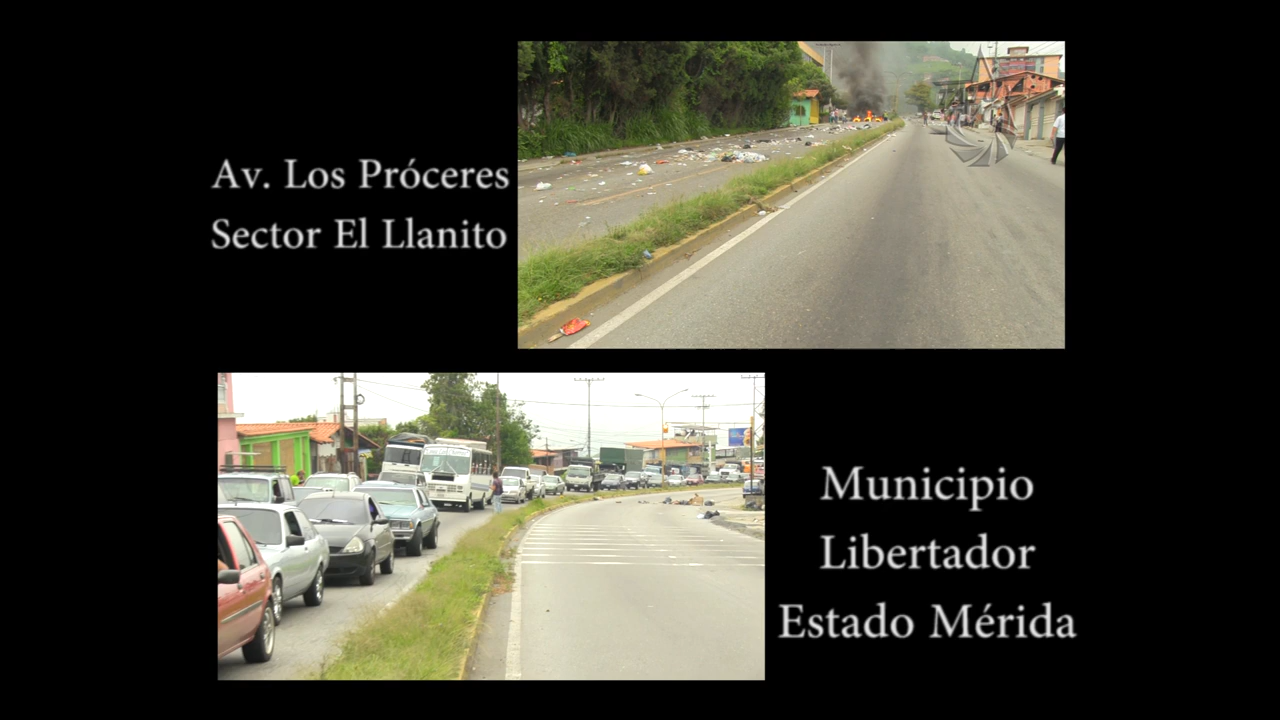 Av. Los Próceres
Sector El Llanito
Municipio
Libertador
Estado Mérida